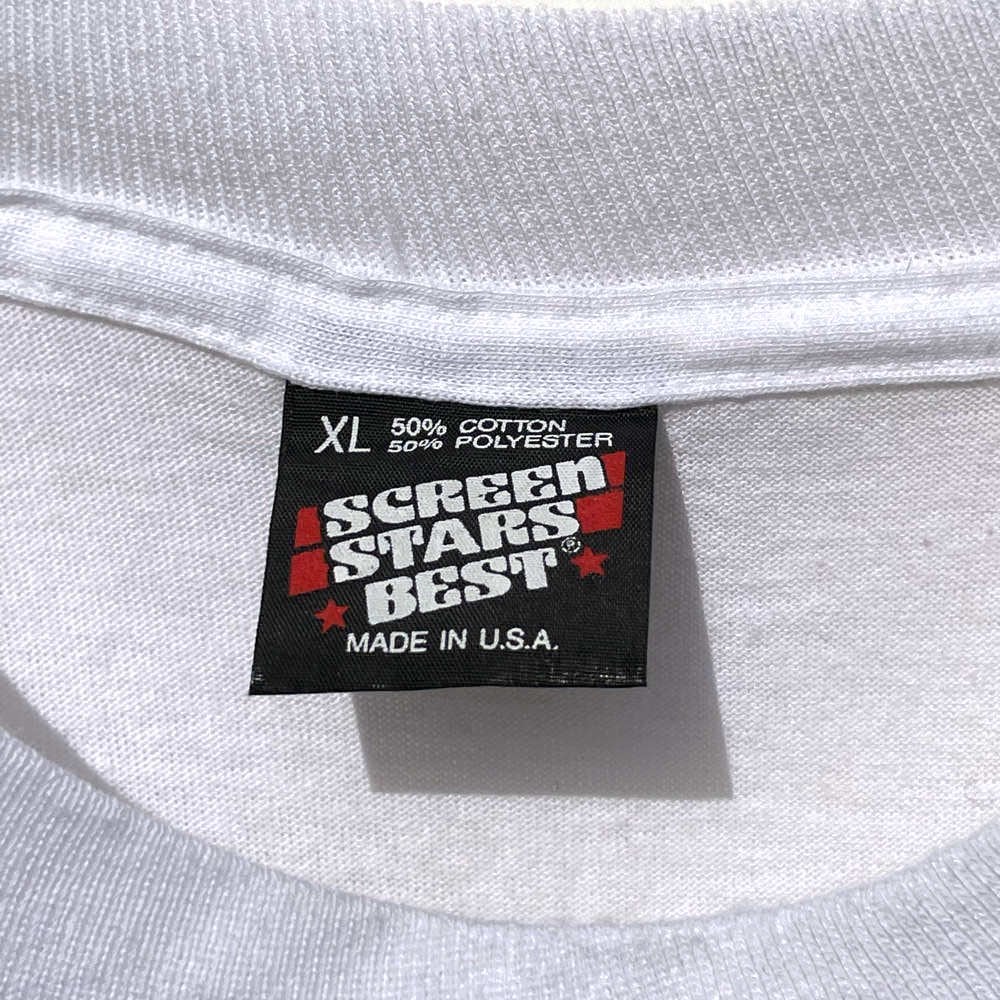 XL 50% COTTON
50% POLYESTER
SCREEN
STARS
BEST®
MADE IN U.S.A.